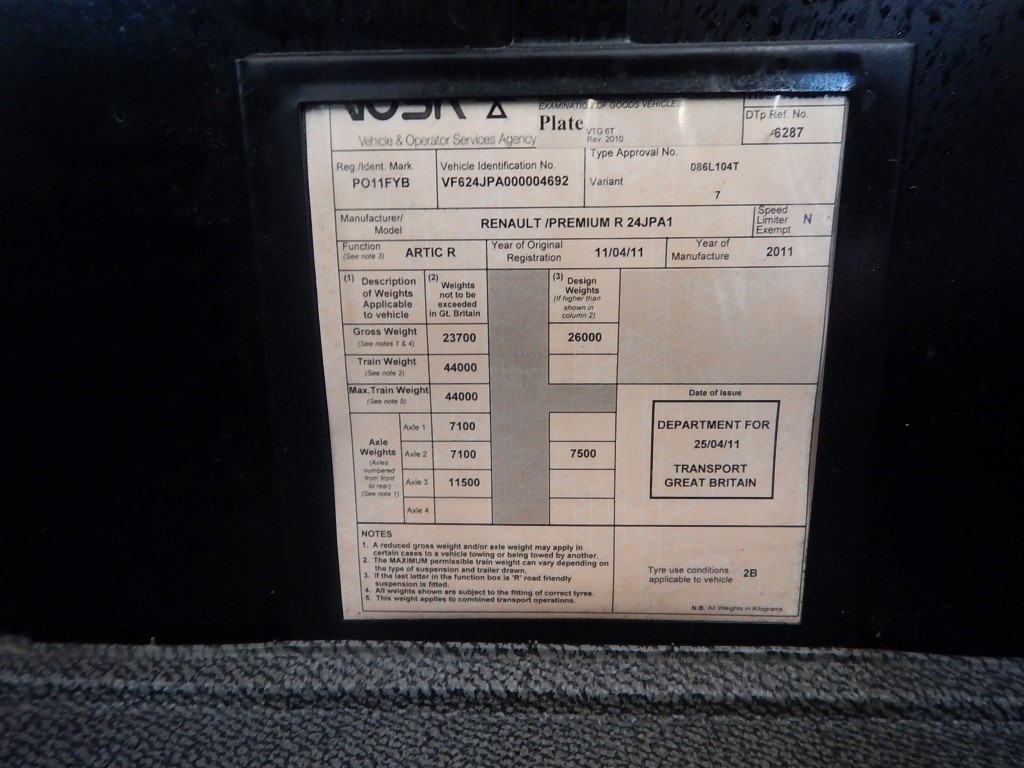 VOSA
EXAMINATION OF GOODS VEHICLES
Plate VTG 6T
Rev. 2010
Vehicle & Operator Services Agency
DTp Ref. No.
6287
Reg./Ident. Mark
PO11FYB
Vehicle Identification No.
VF624JPA000004692
Type Approval No.
086L104T
Variant
7
Manufacturer/
Model
RENAULT /PREMIUM R 24JPA1
Speed
Limiter
Exempt
N
Function
(See note 3)
ARTIC R
Year of Original
Registration
11/04/11
Year of
Manufacture
2011
(1) Description
of Weights
Applicable
to vehicle
(2) Weights
not to be
exceeded
in Gt. Britain
(3) Design
Weights
(if higher than
shown in
column 2)
Gross Weight
(See notes 1 & 4)
23700
26000
Train Weight
(See note 2)
44000
Max.Train Weight
(See note 5)
44000
Axle
Weights
(Axles
numbered
from front
to rear)
(See note 1)
Axle 1 7100
Axle 2 7100 7500
Axle 3 11500
Axle 4
Date of Issue
DEPARTMENT FOR
25/04/11
TRANSPORT
GREAT BRITAIN
NOTES
1. A reduced gross weight and/or axle weight may apply in
certain cases to a vehicle towing or being towed by another.
2. The MAXIMUM permissible train weight can vary depending on
the type of suspension and trailer drawn.
3. If the last letter in the function box is 'R' road friendly
suspension is fitted.
4. All weights shown are subject to the fitting of correct tyres.
5. This weight applies to combined transport operations.
Tyre use conditions
applicable to vehicle
2B
N.B. All Weights in Kilograms